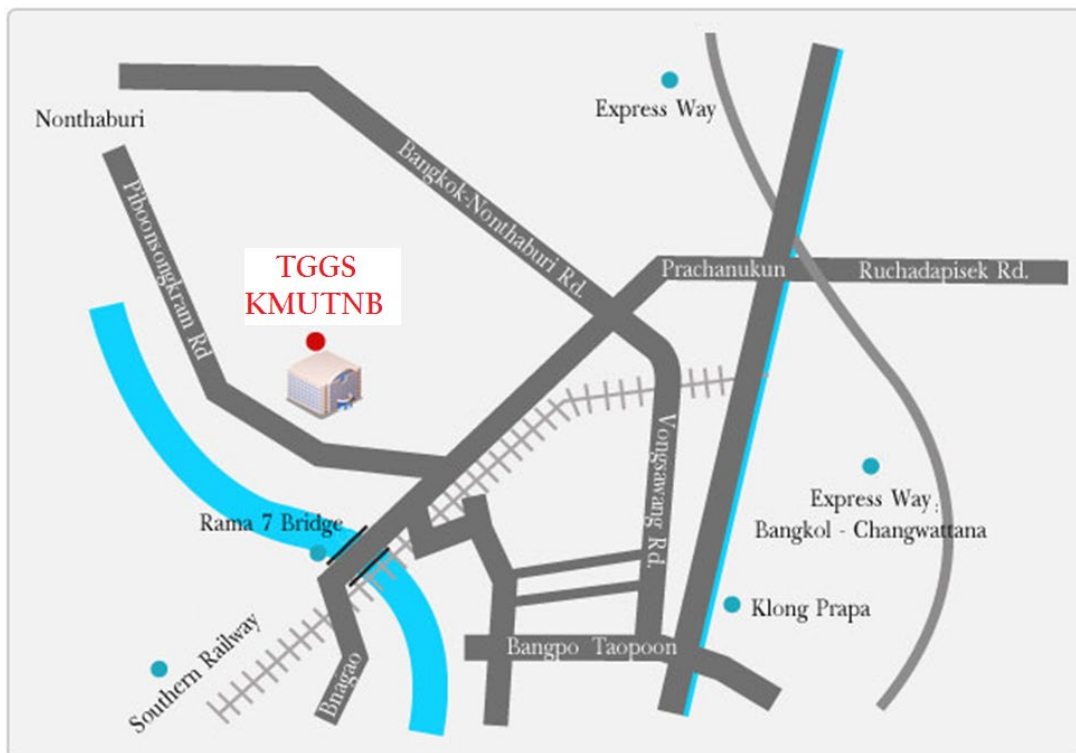 Express Way
Nonthaburi
Bangkok-Nonthaburi Rd.
Piboonsongkram Rd
TGGS
KMUTNB
Prachanukun
Ruchadapisek Rd.
Vongsawang Rd.
Express Way
Bangkol - Changwattana
Rama 7 Bridge
Klong Prapa
Southern Railway
Bnagao
Bangpo Taopoon